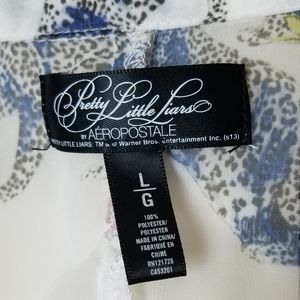 Pretty Little Liars
BY AÉROPOSTALE
PRETTY LITTLE LIARS: TM & © Warner Bros. Entertainment Inc. (s13)
L
G
100%
POLYESTER/
POLYESTER
MADE IN CHINA/
FABRIQUÉ EN
CHINE
RN121726
CA53201